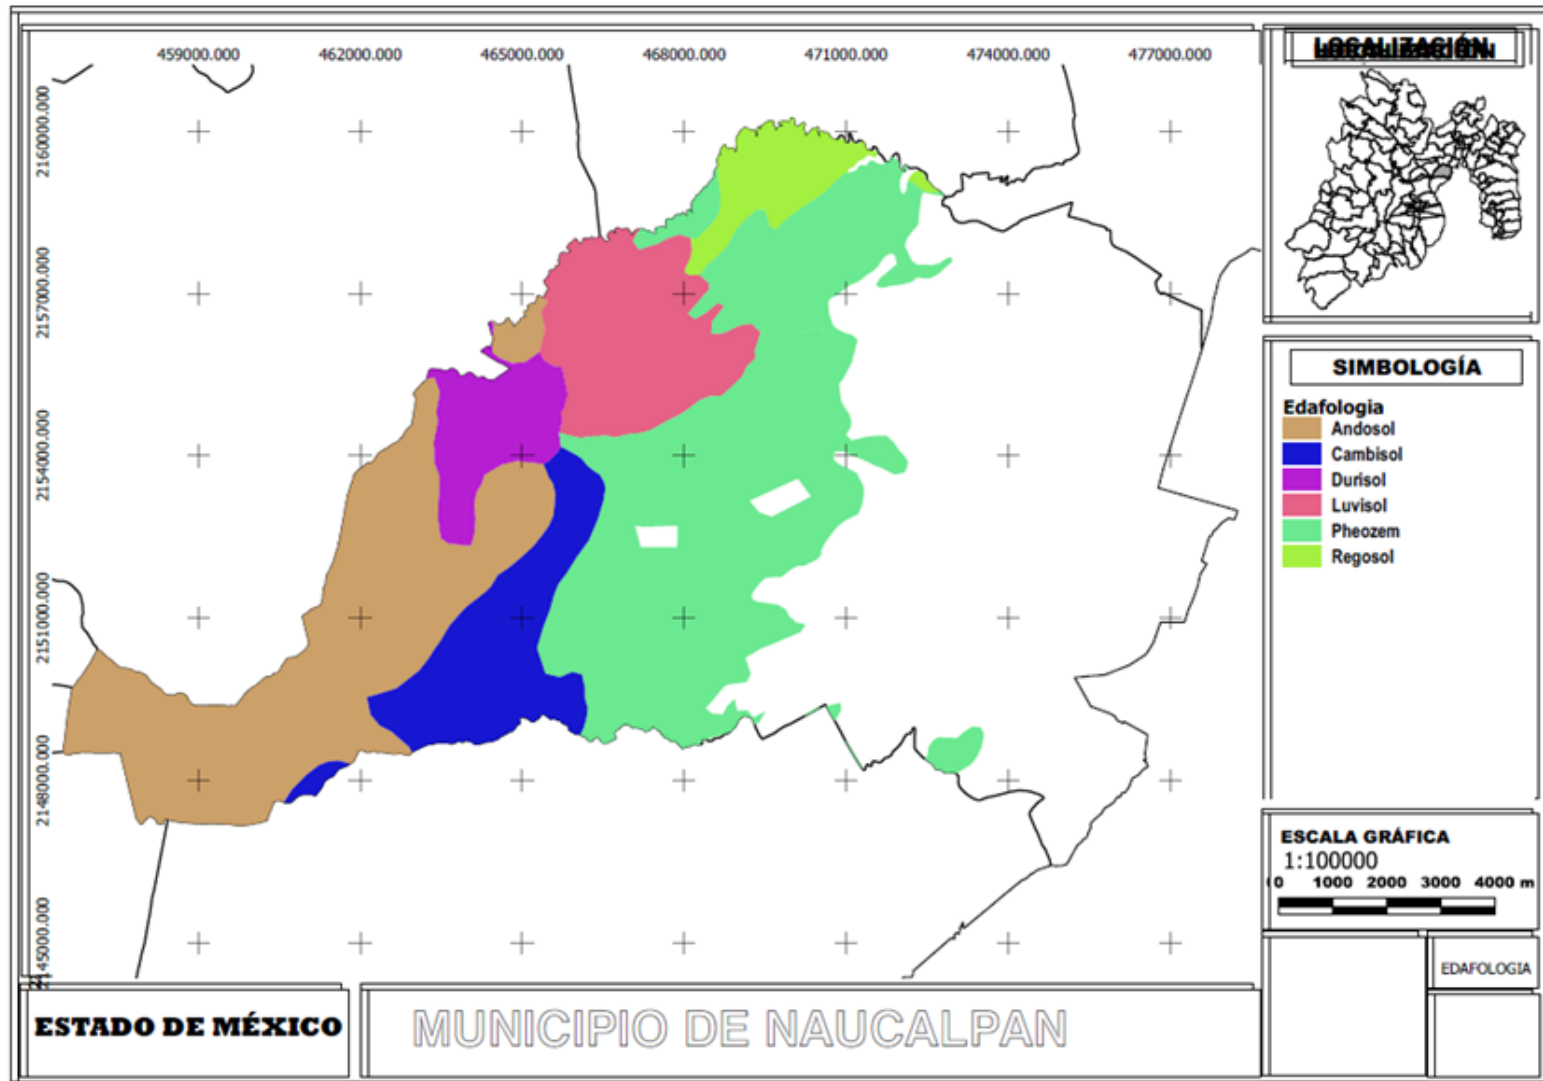 459000.000 462000.000 465000.000 468000.000 471000.000 474000.000 477000.000
2160000.000
2157000.000
2154000.000
2151000.000
2148000.000
2145000.000
LOCALIZACIÓN
SIMBOLOGÍA
Edafologia
Andosol
Cambisol
Durisol
Luvisol
Pheozem
Regosol
ESCALA GRÁFICA
1:100000
0 1000 2000 3000 4000 m
EDAFOLOGIA
ESTADO DE MÉXICO
MUNICIPIO DE NAUCALPAN